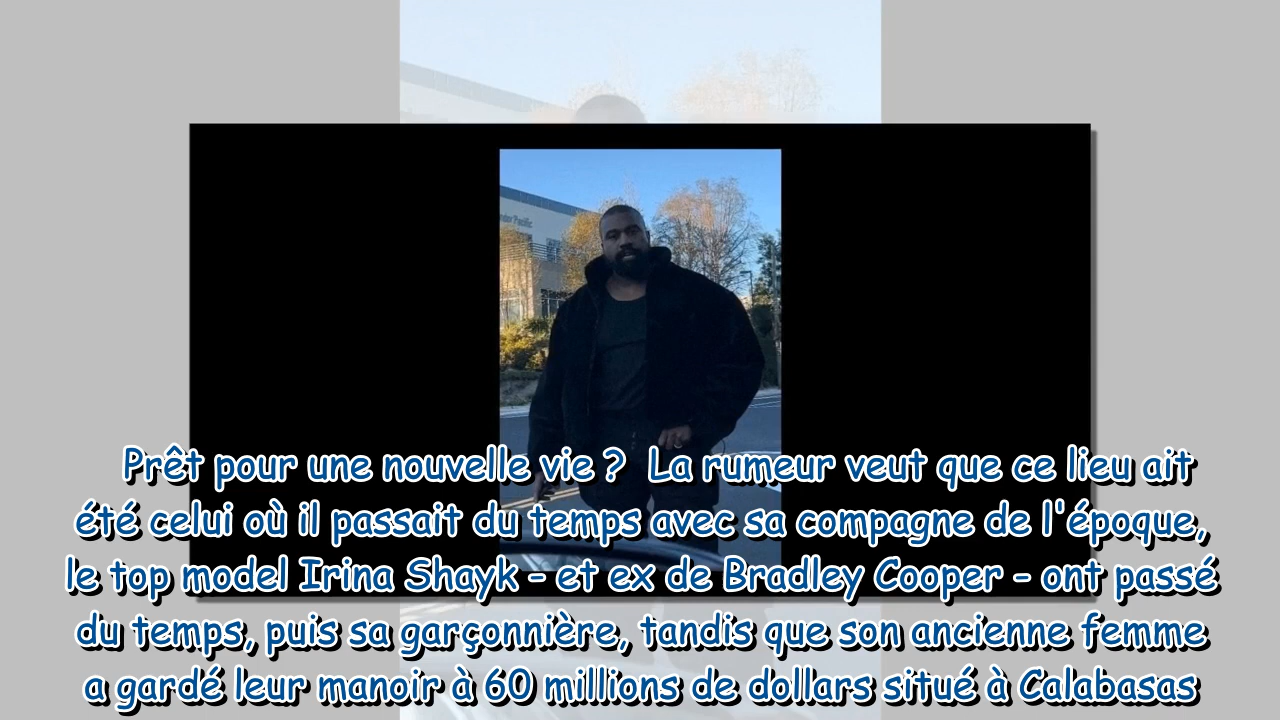 Prêt pour une nouvelle vie ?  La rumeur veut que ce lieu ait
été celui où il passait du temps avec sa compagne de l'époque,
le top model Irina Shayk – et ex de Bradley Cooper – ont passé
du temps, puis sa garçonnière, tandis que son ancienne femme
a gardé leur manoir à 60 millions de dollars situé à Calabasas